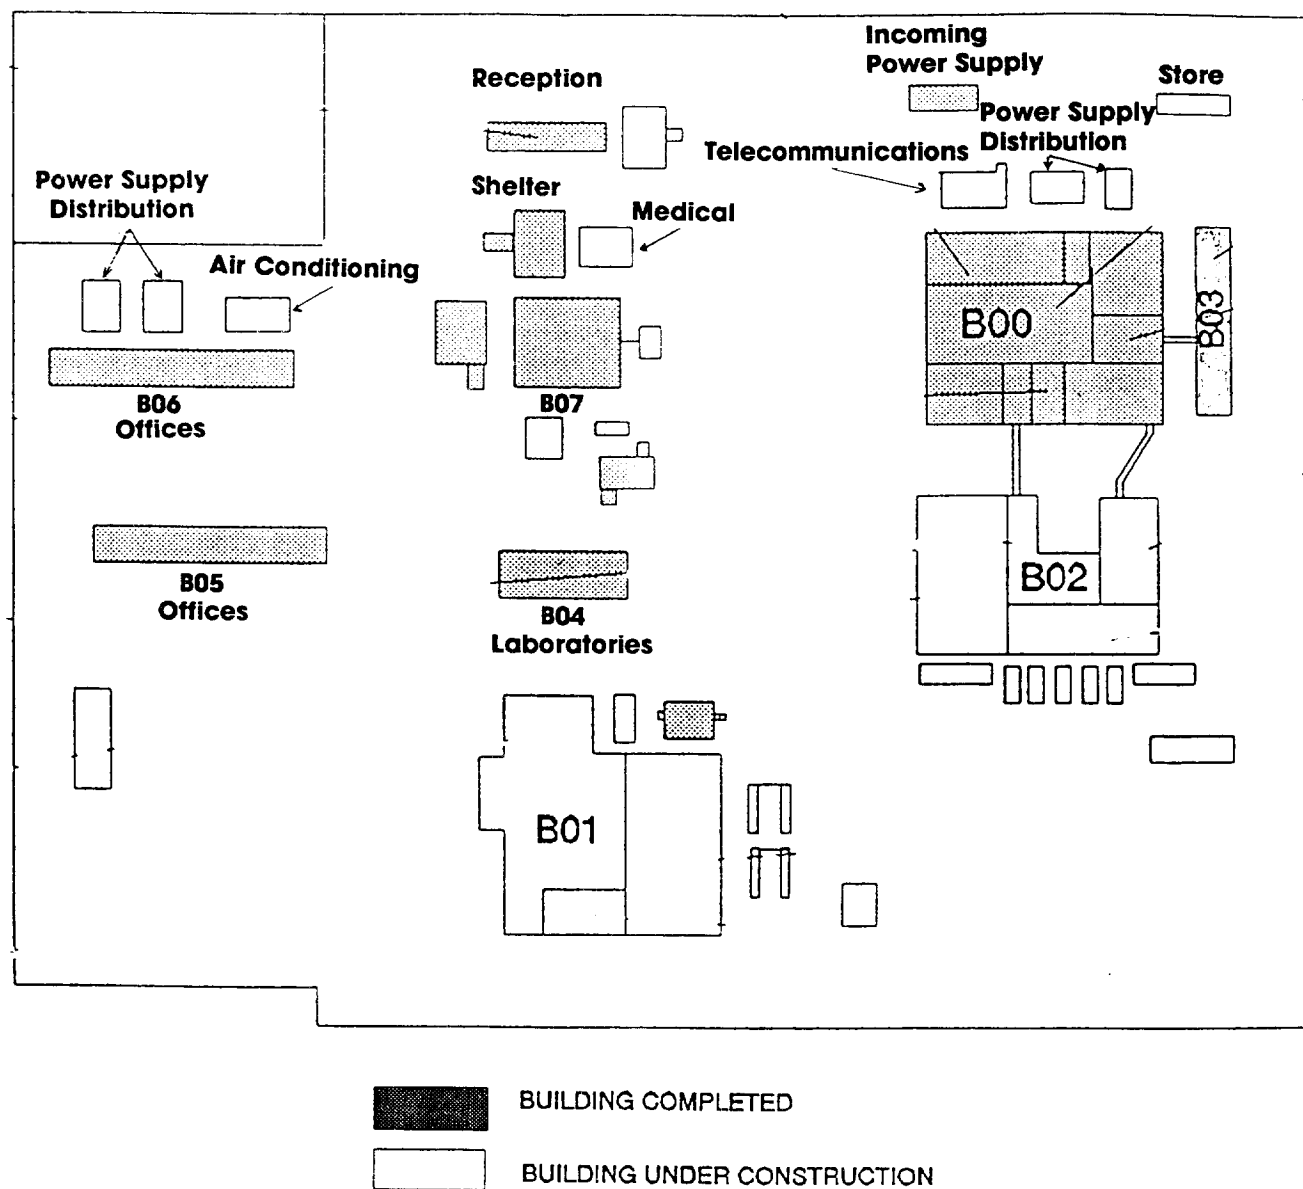 Incoming
Power Supply
Reception
Store
Power Supply
Distribution
Telecommunications
Power Supply
Distribution
Shelter
Medical
Air Conditioning
B00
B03
B06
Offices
B07
B02
B05
Offices
B04
Laboratories
B01
BUILDING COMPLETED
BUILDING UNDER CONSTRUCTION